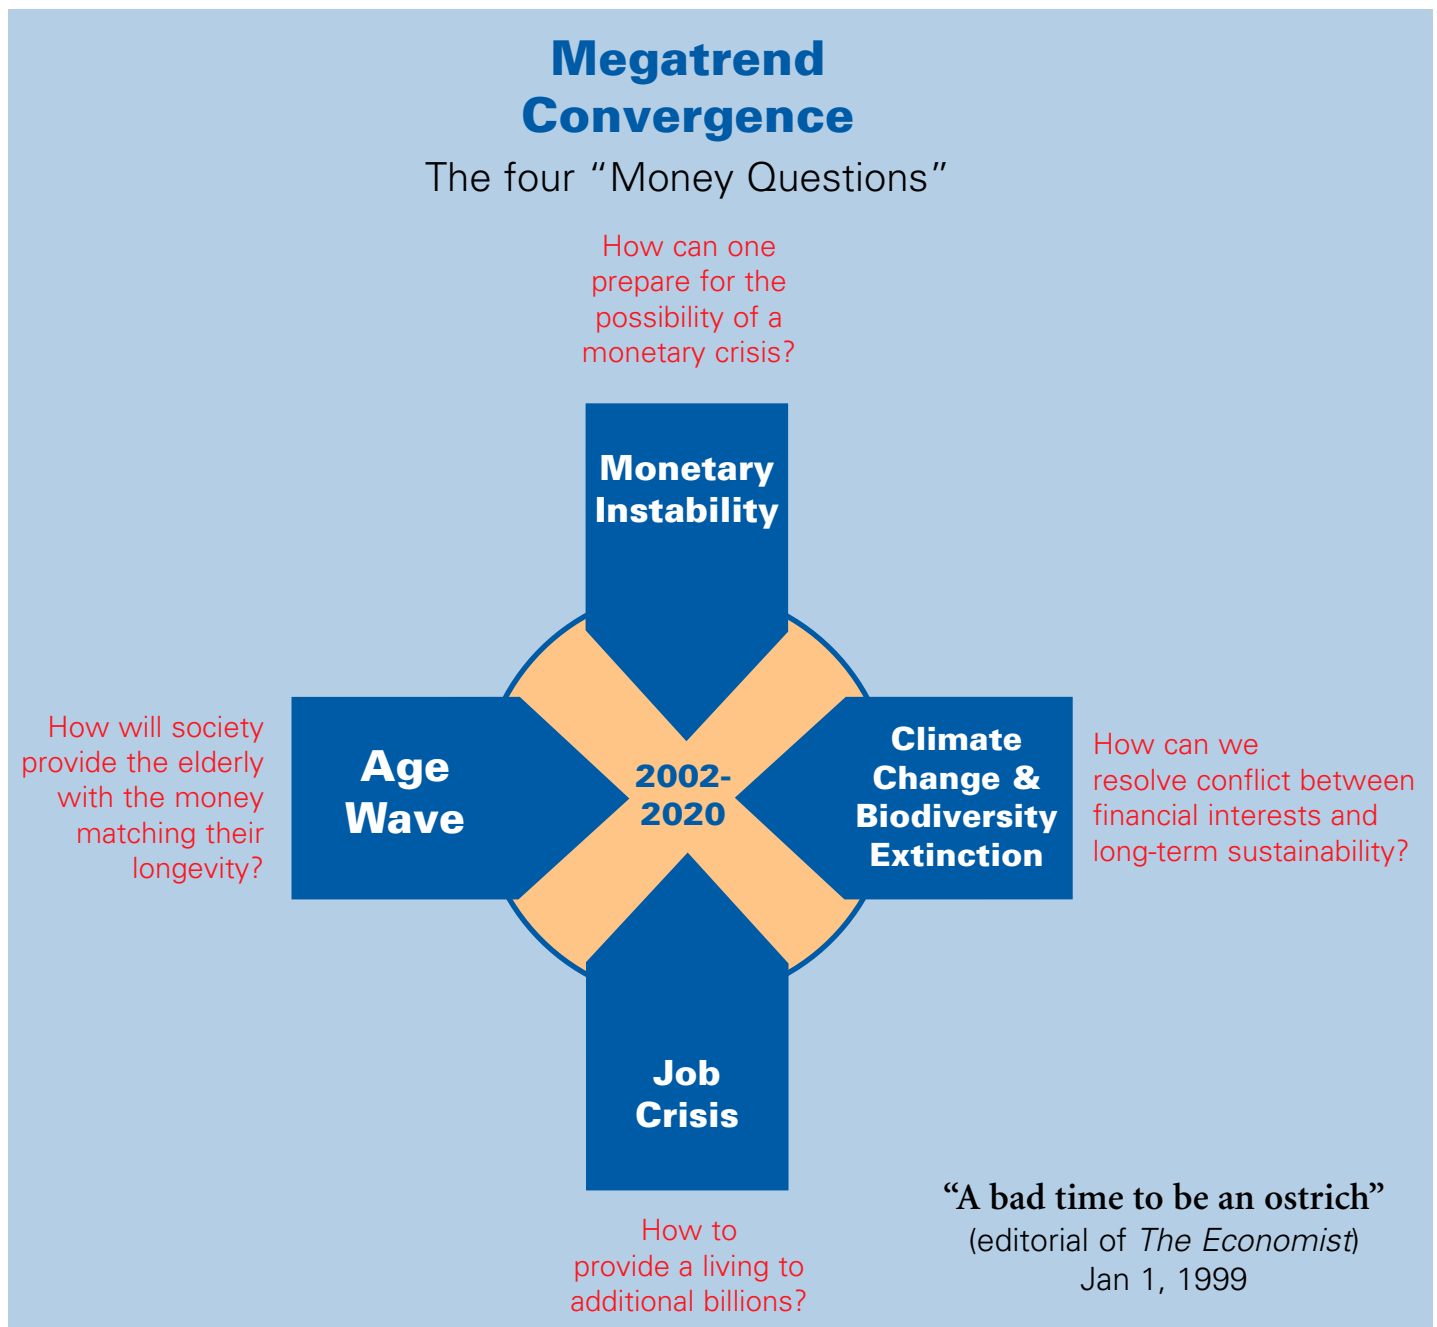 Megatrend
Convergence
The four “Money Questions”
How can one
prepare for the
possibility of a
monetary crisis?
Monetary
Instability
How will society
provide the elderly
with the money
matching their
longevity?
Age
Wave
2002-
2020
Climate
Change &
Biodiversity
Extinction
How can we
resolve conflict between
financial interests and
long-term sustainability?
Job
Crisis
How to
provide a living to
additional billions?
“A bad time to be an ostrich”
(editorial of The Economist)
Jan 1, 1999